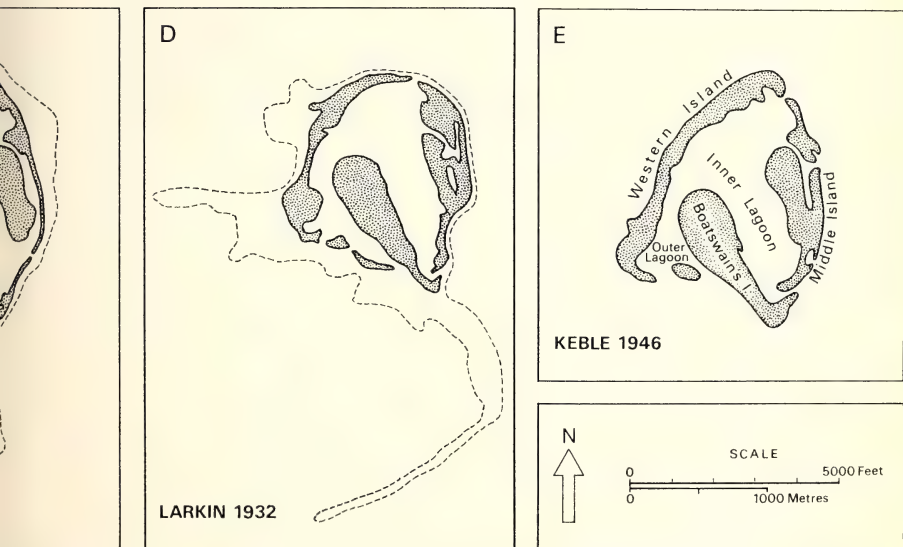 D
LARKIN 1932
E
Western Island
Inner Lagoon
Outer
Lagoon
Boatswains I.
Middle Island
KEBLE 1946
N
SCALE
0 5000 Feet
0 1000 Metres